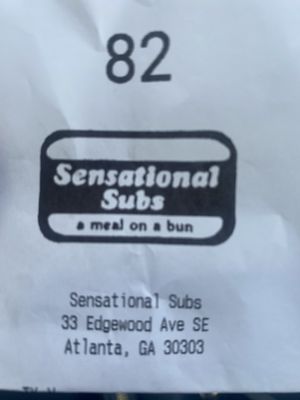 82
Sensational
Subs
a meal on a bun
Sensational Subs
33 Edgewood Ave SE
Atlanta, GA 30303